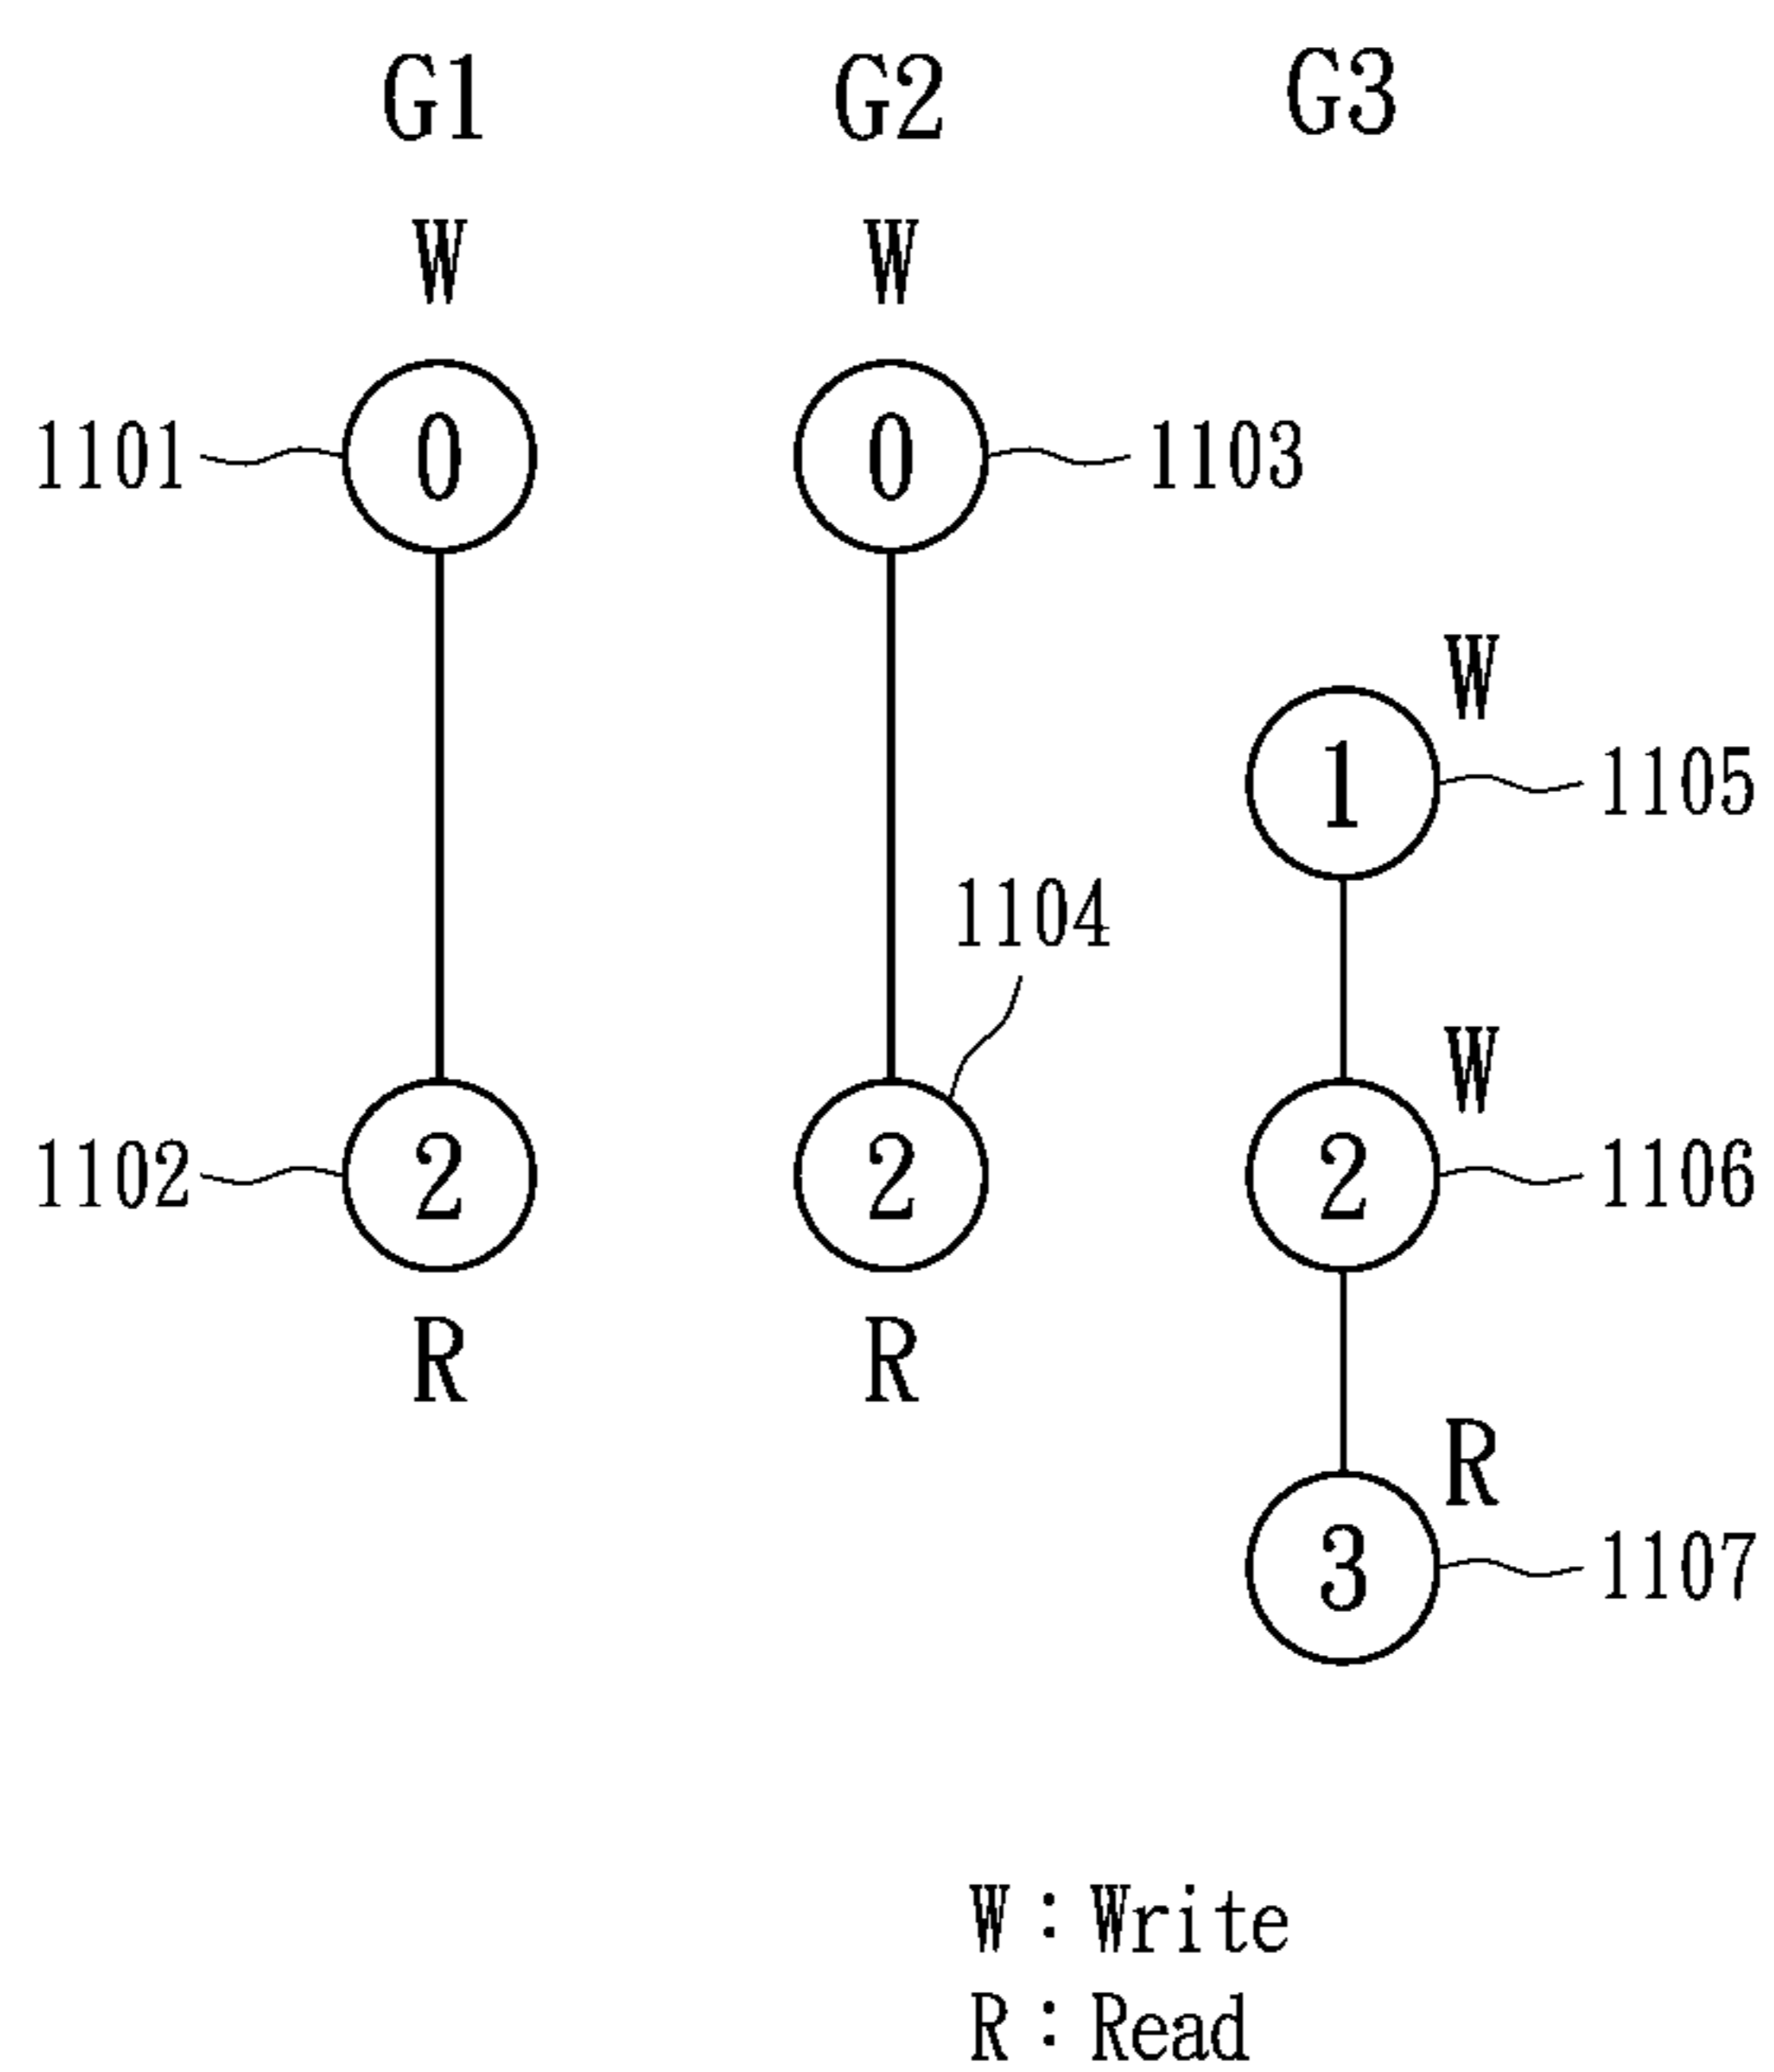 G1 G2 G3
W W
1101 0 0 1103
W
1 1105
1104
W
1102 2 2 2 1106
R R
R
3 1107
W：Write
R：Read